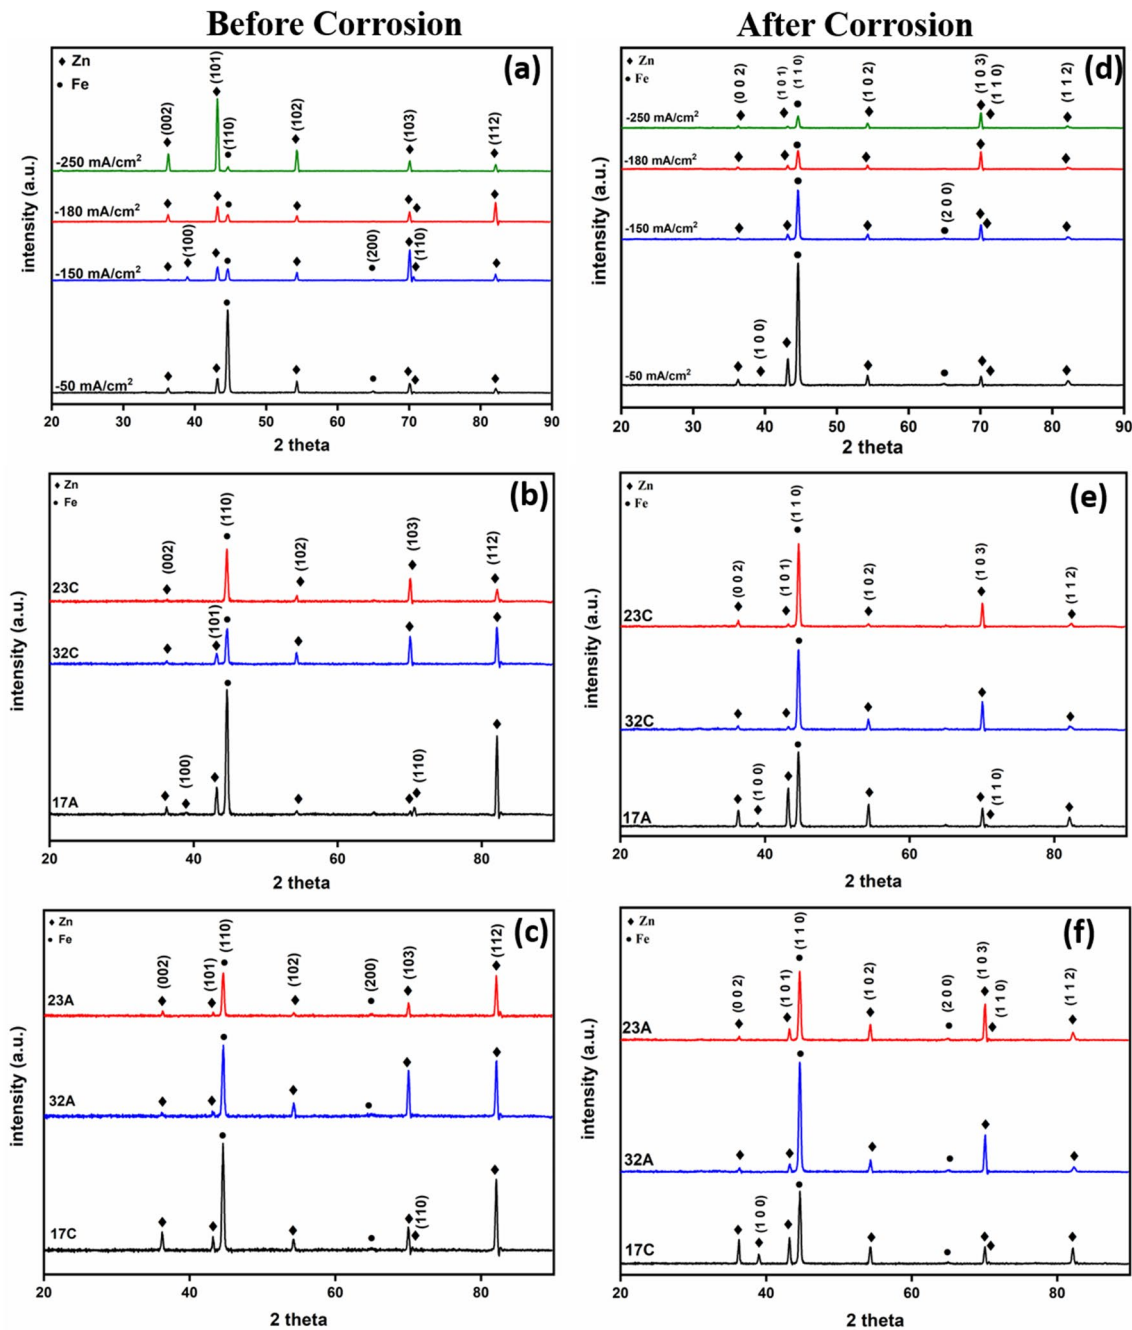 Before Corrosion
After Corrosion
(a)
◆ Zn
● Fe
(002)
(101)
(110)
(102)
(103)
(112)
-250 mA/cm²
-180 mA/cm²
(100)
(200)
(110)
-150 mA/cm²
-50 mA/cm²
20 30 40 50 60 70 80 90
2 theta
intensity (a.u.)
(d)
◆ Zn
● Fe
(0 0 2)
(1 0 1)
(1 1 0)
(1 0 2)
(1 0 3)
(1 1 0)
(1 1 2)
-250 mA/cm²
-180 mA/cm²
(2 0 0)
-150 mA/cm²
(1 0 0)
-50 mA/cm²
20 30 40 50 60 70 80 90
2 theta
intensity (a.u.)
(b)
◆ Zn
● Fe
(002)
(110)
(102)
(103)
(112)
23C
(101)
32C
(100)
(110)
17A
40 60 80
2 theta
intensity (a.u.)
(e)
◆ Zn
● Fe
(0 0 2)
(1 0 1)
(1 1 0)
(1 0 2)
(1 0 3)
(1 1 2)
23C
32C
(1 0 0)
(1 1 0)
17A
20 40 60 80
2 theta
intensity (a.u.)
(c)
◆ Zn
● Fe
(002)
(101)
(110)
(102)
(200)
(103)
(112)
23A
32A
(110)
17C
20 40 60 80
2 theta
intensity (a.u.)
(f)
◆ Zn
● Fe
(0 0 2)
(1 0 1)
(1 1 0)
(1 0 2)
(2 0 0)
(1 0 3)
(1 1 0)
(1 1 2)
23A
32A
(1 0 0)
17C
20 40 60 80
2 theta
intensity (a.u.)